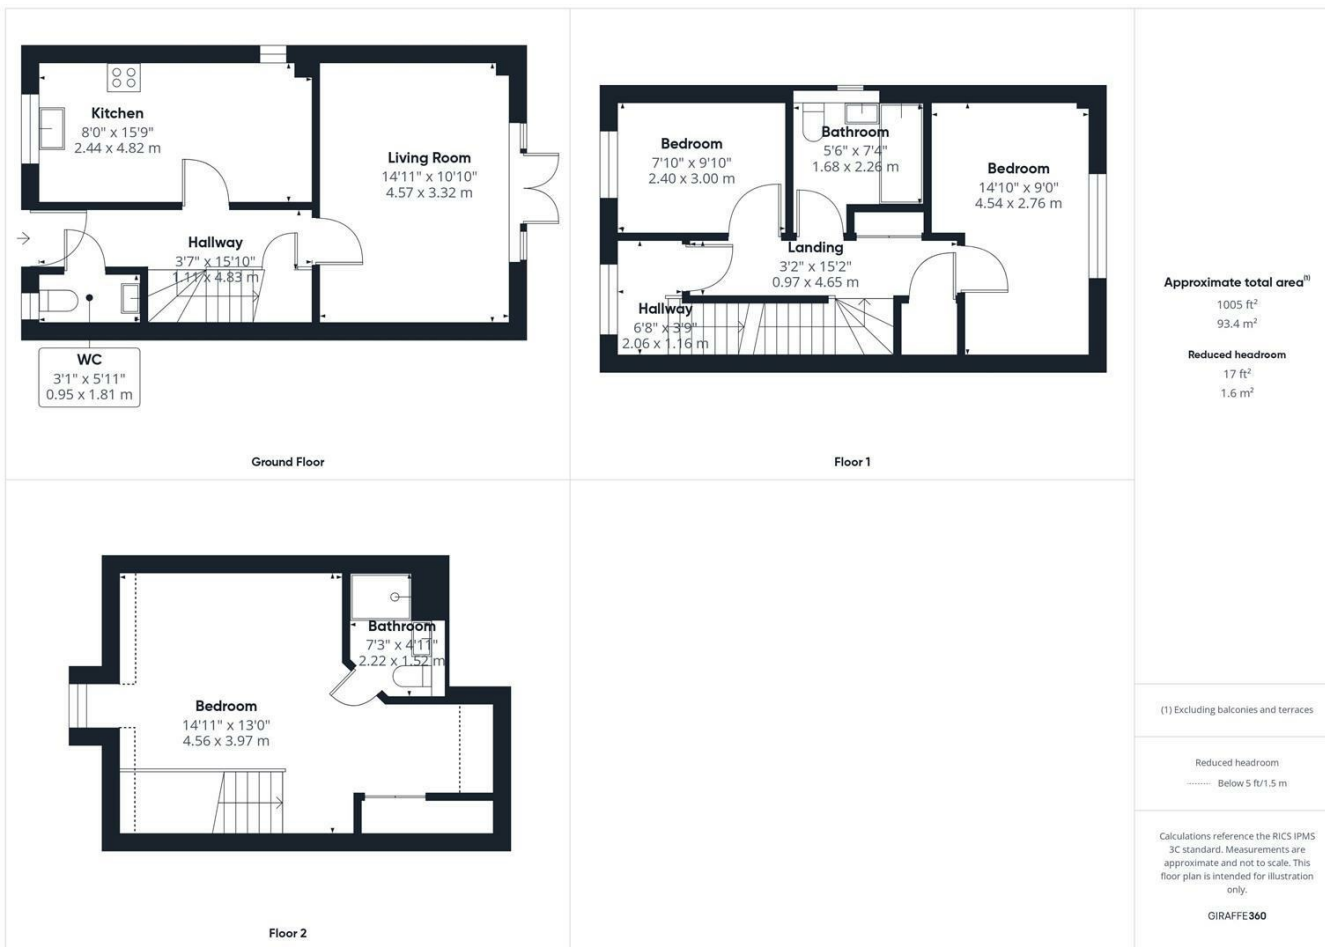 Kitchen
8'0" x 15'9"
2.44 x 4.82 m
Living Room
14'11" x 10'10"
4.57 x 3.32 m
Hallway
3'7" x 15'10"
1.11 x 4.83 m
WC
3'1" x 5'11"
0.95 x 1.81 m
Ground Floor
Bedroom
7'10" x 9'10"
2.40 x 3.00 m
Bathroom
5'6" x 7'4"
1.68 x 2.26 m
Bedroom
14'10" x 9'0"
4.54 x 2.76 m
Landing
3'2" x 15'2"
0.97 x 4.65 m
Hallway
6'8" x 3'9"
2.06 x 1.16 m
Floor 1
Bathroom
7'3" x 4'11"
2.22 x 1.52 m
Bedroom
14'11" x 13'0"
4.56 x 3.97 m
Floor 2
Approximate total area⁽¹⁾
1005 ft²
93.4 m²
Reduced headroom
17 ft²
1.6 m²
(1) Excluding balconies and terraces
Reduced headroom
Below 5 ft/1.5 m
Calculations reference the RICS IPMS
3C standard. Measurements are
approximate and not to scale. This
floor plan is intended for illustration
only.
GIRAFFE360